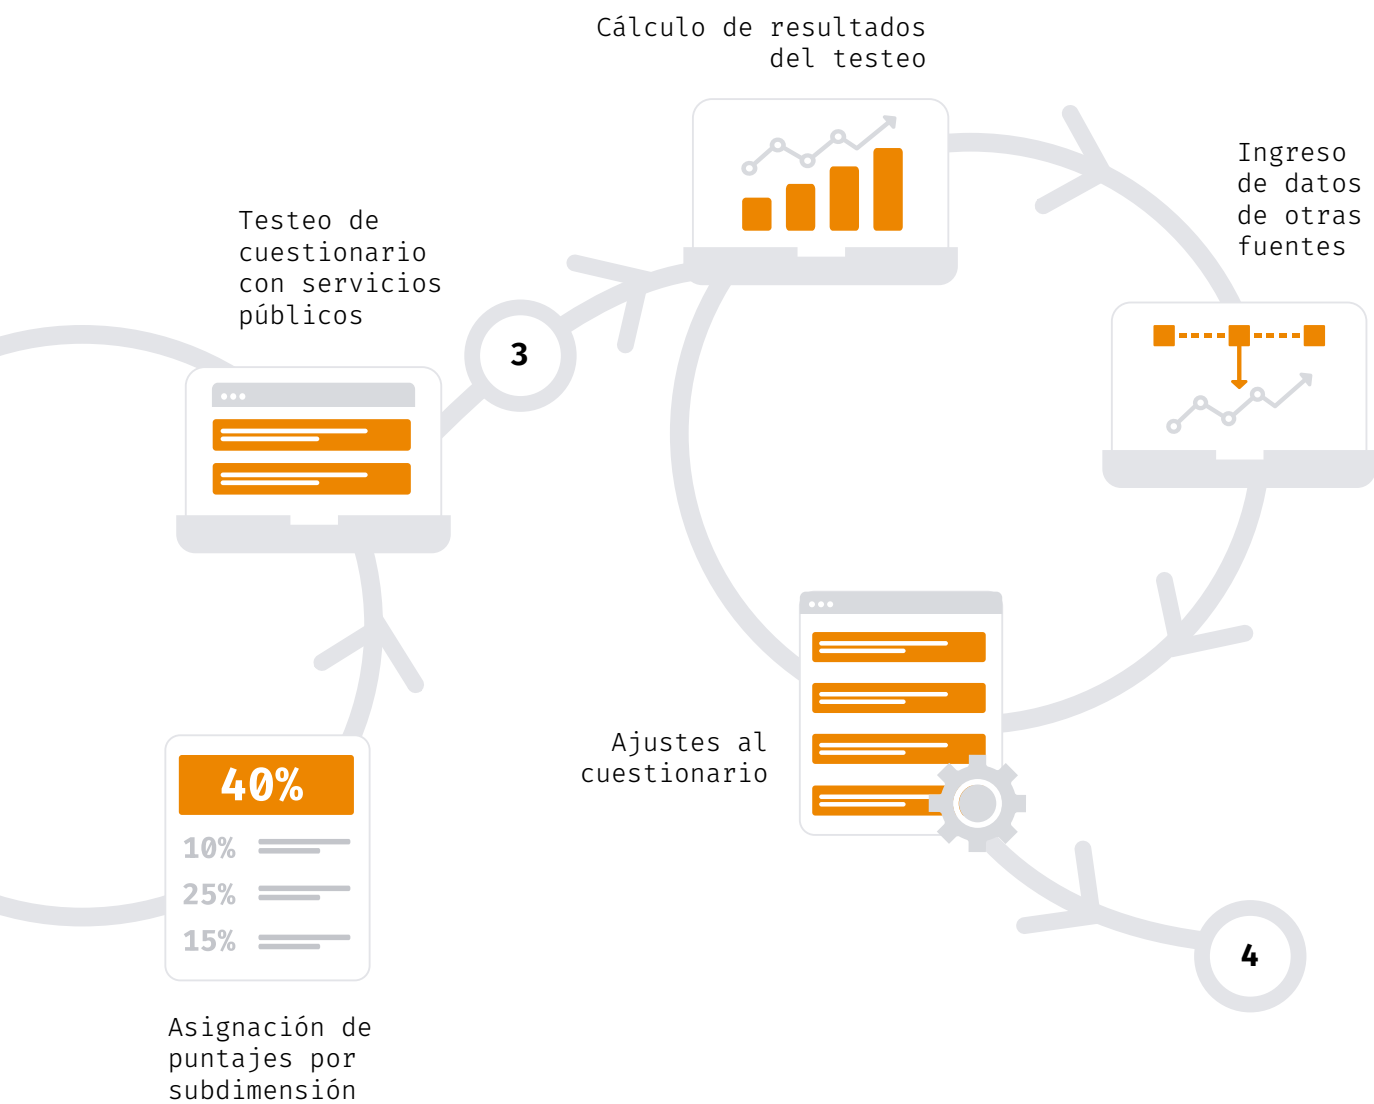 Cálculo de resultados
del testeo
Ingreso
de datos
de otras
fuentes
Testeo de
cuestionario
con servicios
públicos
3
Ajustes al
cuestionario
40%
10%
25%
15%
4
Asignación de
puntajes por
subdimensión